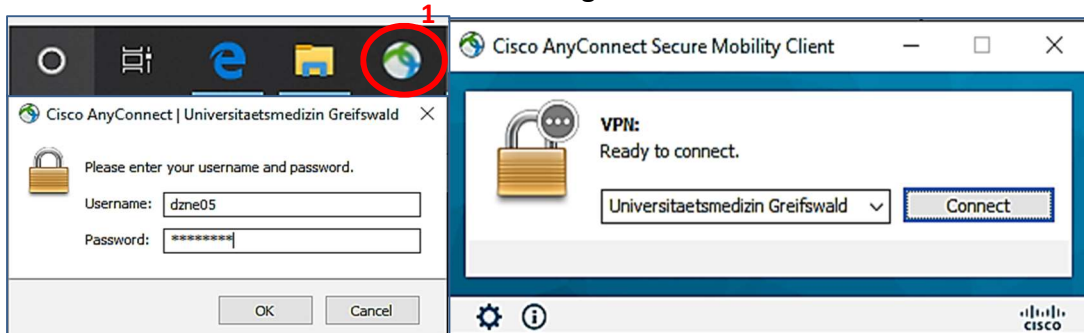 1
Cisco AnyConnect | Universitaetsmedizin Greifswald
Please enter your username and password.
Username: dzne05
Password: ********
OK Cancel
Cisco AnyConnect Secure Mobility Client
VPN:
Ready to connect.
Universitaetsmedizin Greifswald Connect
CISCO